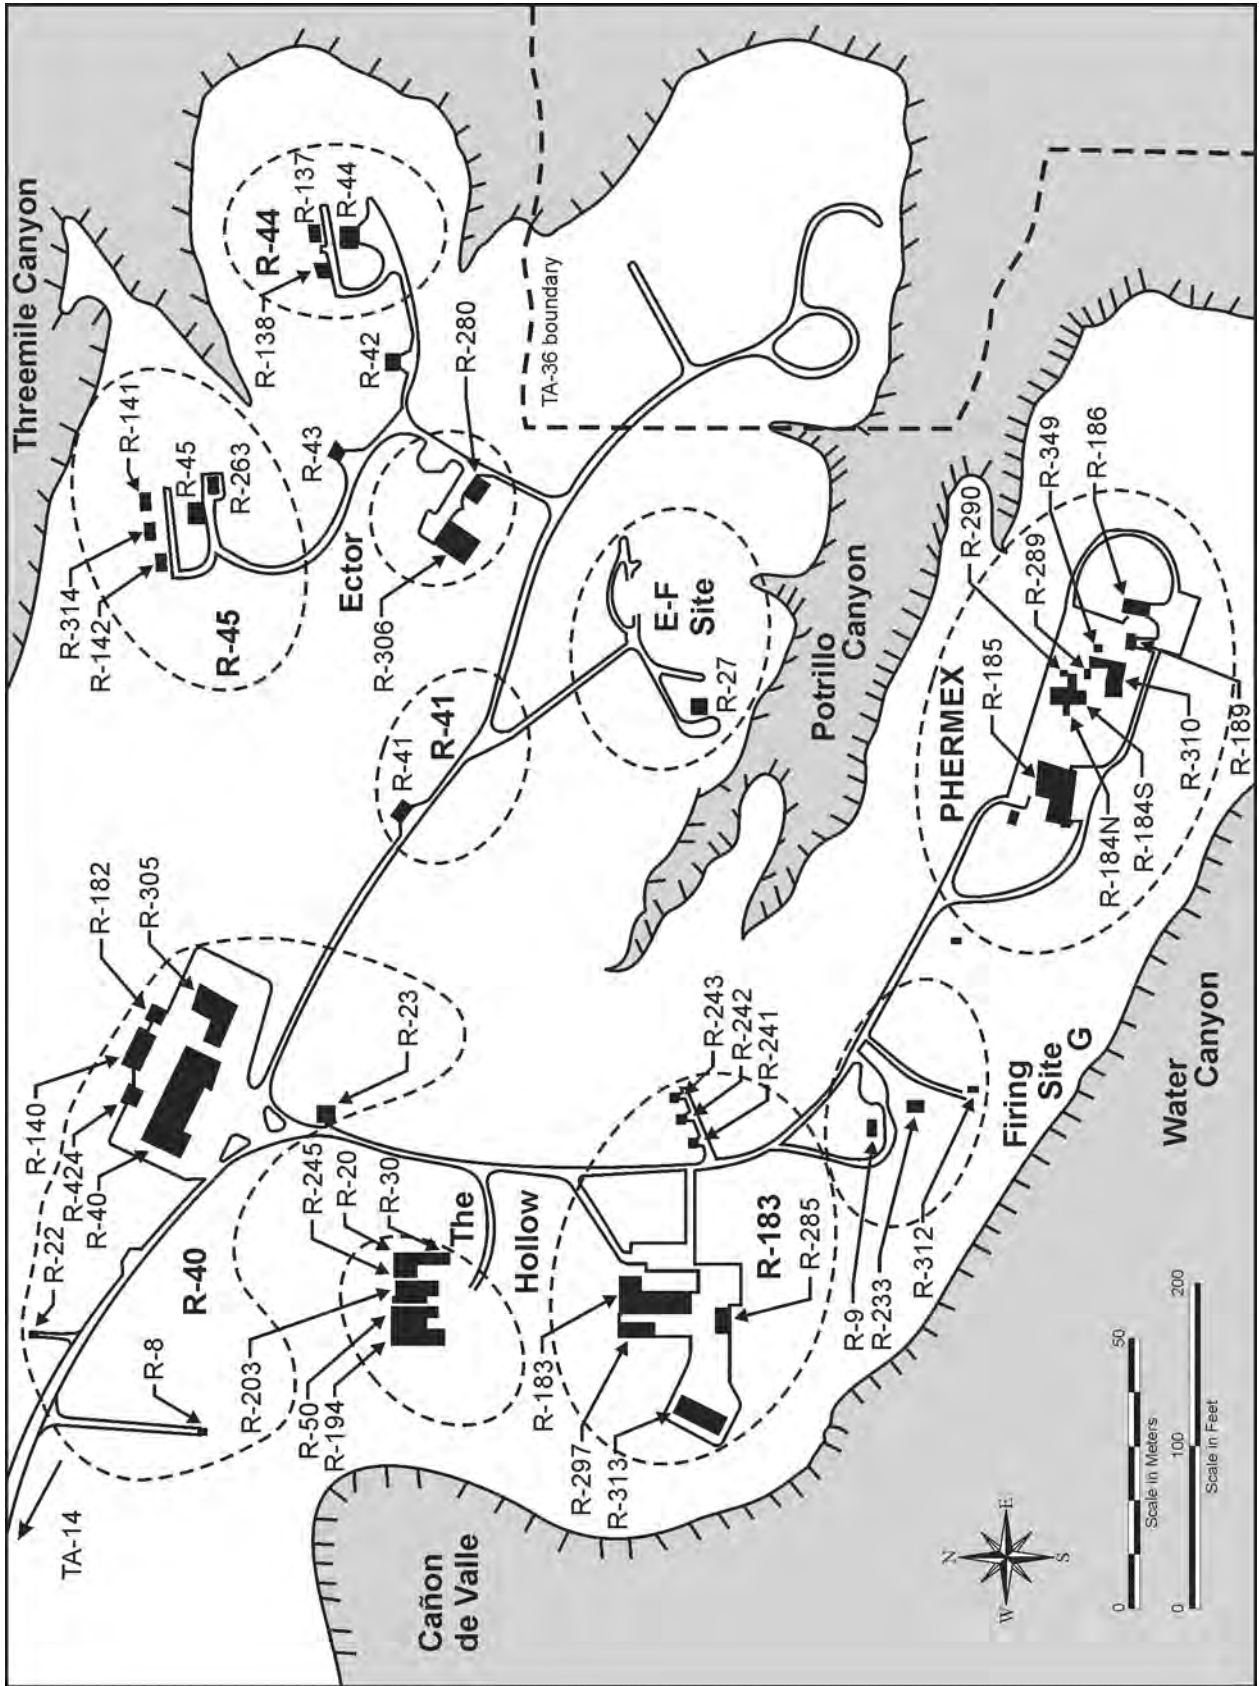 Threemile Canyon
R-314
R-142
R-141
R-45
R-263
R-45
R-138
R-44
R-137
R-44
R-43
R-42
R-280
Ector
R-306
TA-36 boundary
R-41
R-41
E-F
Site
R-27
Potrillo
Canyon
R-182
R-305
R-140
R-424
R-40
R-22
R-23
R-40
R-8
TA-14
R-245
R-20
R-30
R-203
R-50
R-194
The
Hollow
R-243
R-242
R-241
R-183
R-183
R-297
R-313
R-285
R-9
R-233
R-312
Firing
Site
G
PHERMEX
R-185
R-290
R-289
R-349
R-186
R-184N
R-184S
R-310
R-189
Water
Canyon
Cañon
de Valle
N
W
E
S
0
50
Scale in Meters
0
100
200
Scale in Feet